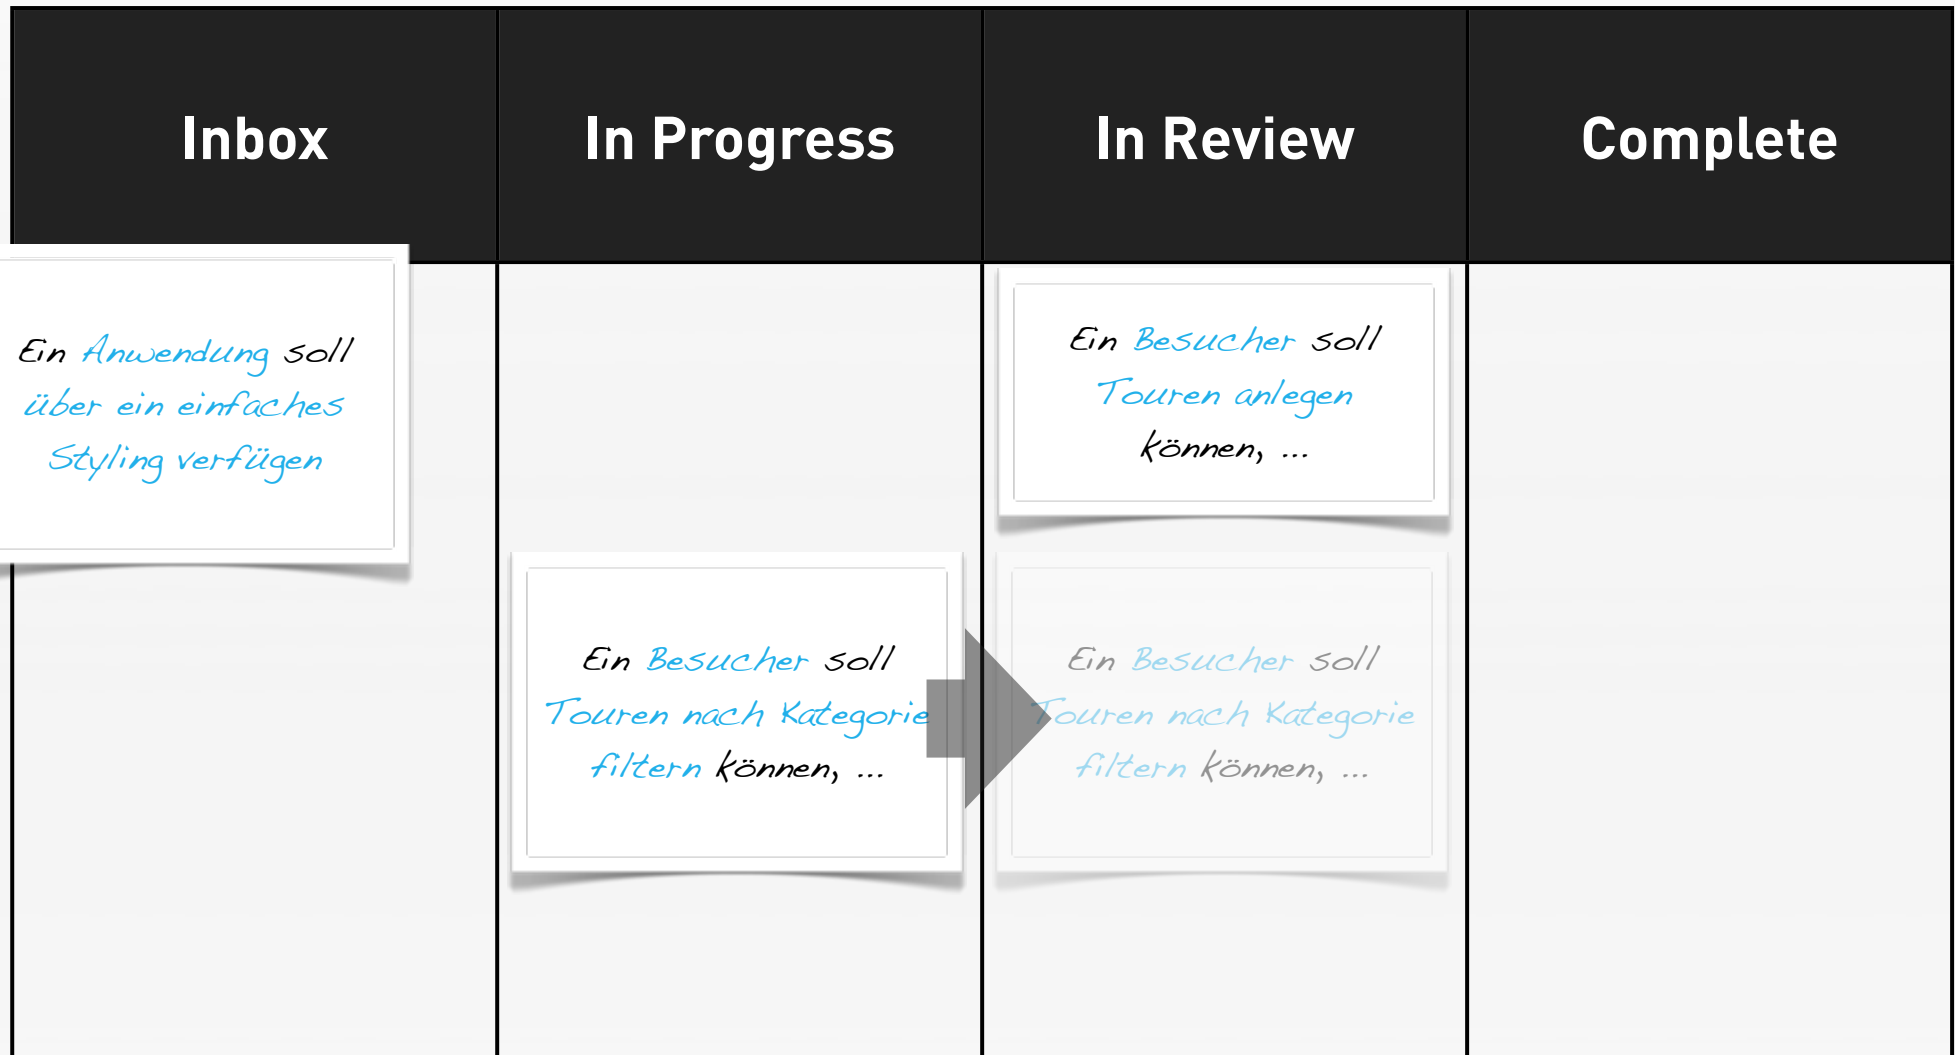 Inbox
In Progress
In Review
Complete
Ein Anwendung soll
über ein einfaches
Styling verfügen
Ein Besucher soll
Touren nach Kategorie
filtern können, ...
Ein Besucher soll
Touren anlegen
können, ...
Ein Besucher soll
Touren nach Kategorie
filtern können, ...